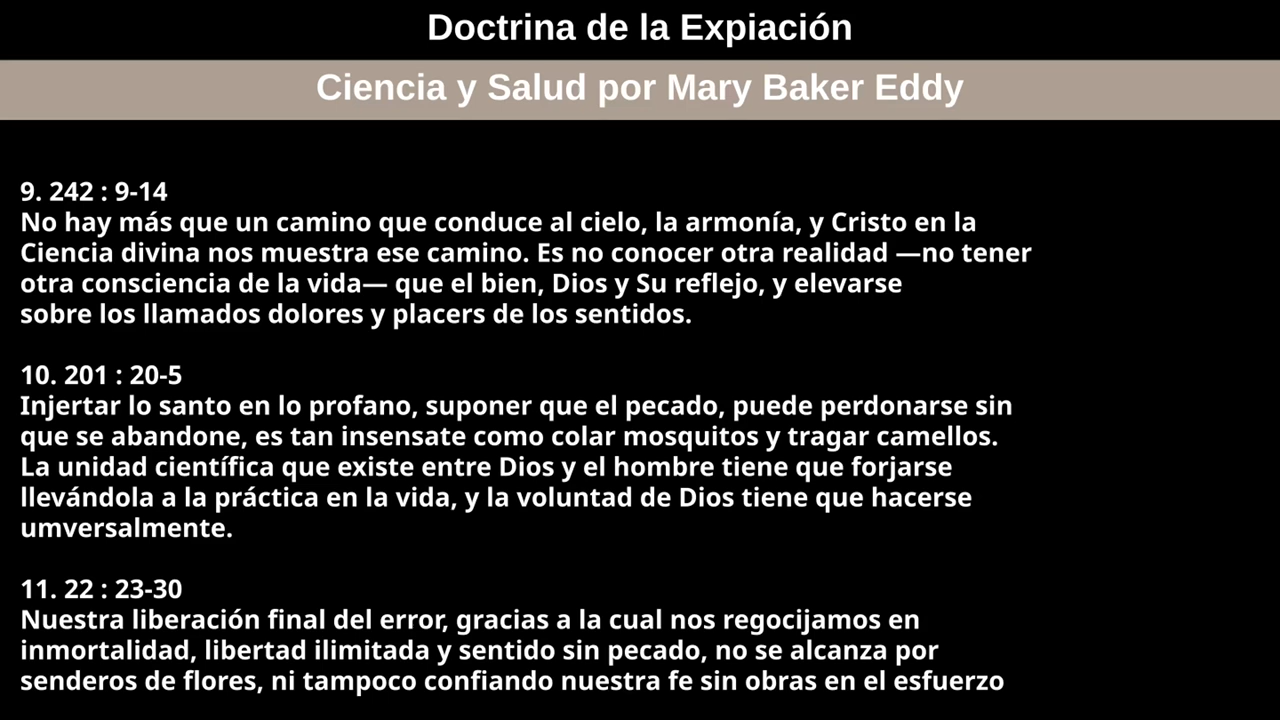 Doctrina de la Expiación
Ciencia y Salud por Mary Baker Eddy
9. 242 : 9-14
No hay más que un camino que conduce al cielo, la armonía, y Cristo en la
Ciencia divina nos muestra ese camino. Es no conocer otra realidad —no tener
otra consciencia de la vida— que el bien, Dios y Su reflejo, y elevarse
sobre los llamados dolores y placers de los sentidos.
10. 201 : 20-5
Injertar lo santo en lo profano, suponer que el pecado, puede perdonarse sin
que se abandone, es tan insensate como colar mosquitos y tragar camellos.
La unidad científica que existe entre Dios y el hombre tiene que forjarse
llevándola a la práctica en la vida, y la voluntad de Dios tiene que hacerse
umversalmente.
11. 22 : 23-30
Nuestra liberación final del error, gracias a la cual nos regocijamos en
inmortalidad, libertad ilimitada y sentido sin pecado, no se alcanza por
senderos de flores, ni tampoco confiando nuestra fe sin obras en el esfuerzo